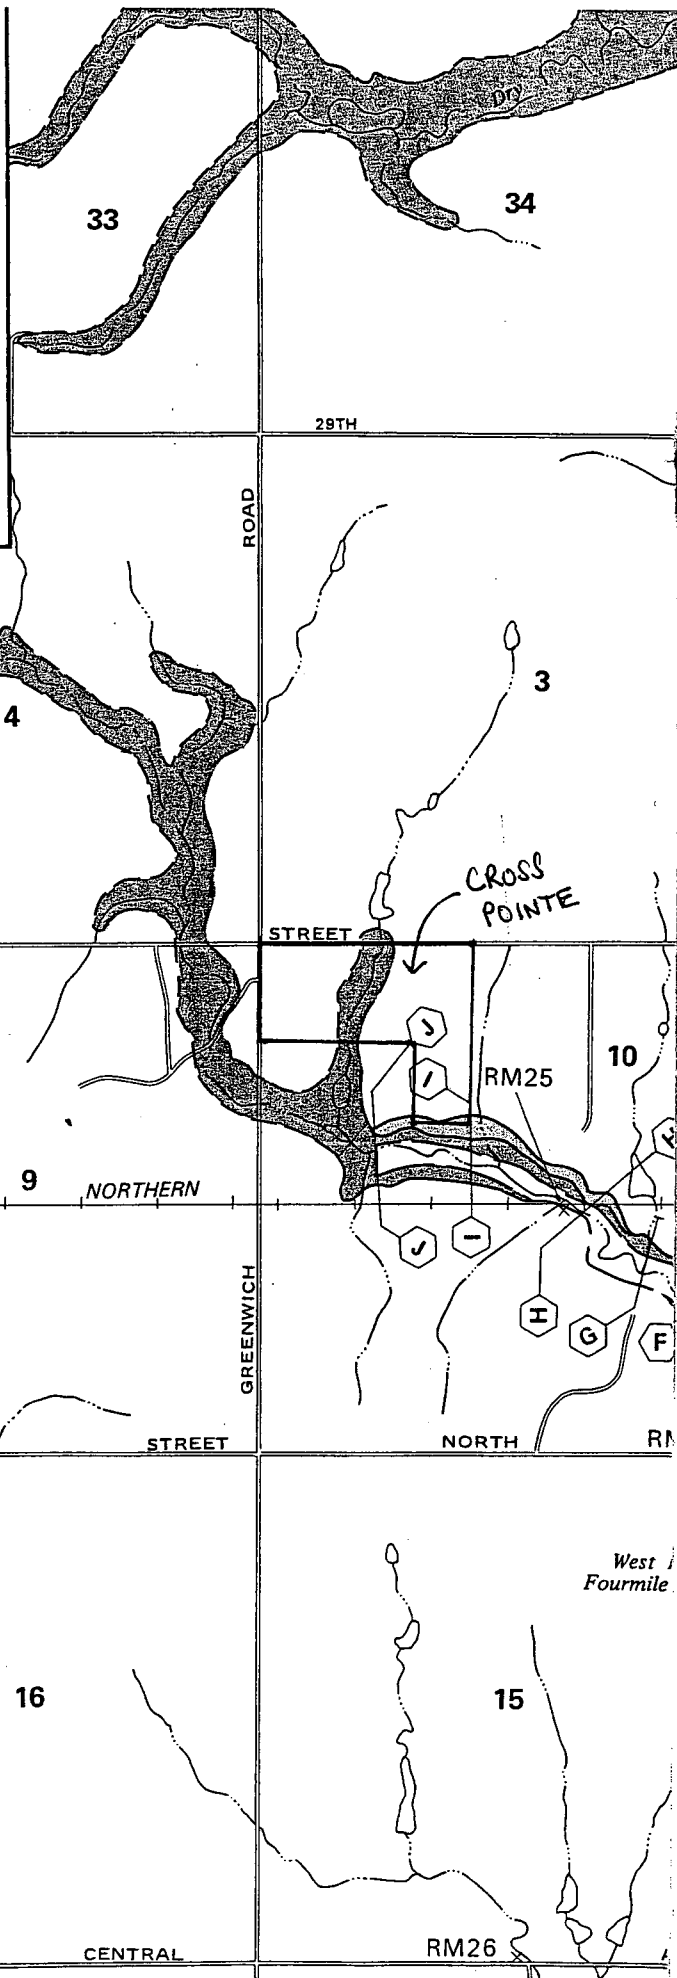 Dry
33
34
29TH
ROAD
3
4
CROSS
POINTE
STREET
J
I
RM25
10
H
9
NORTHERN
J
I
H
G
F
GREENWICH
STREET
NORTH
West
Fourmile
16
15
CENTRAL
RM26